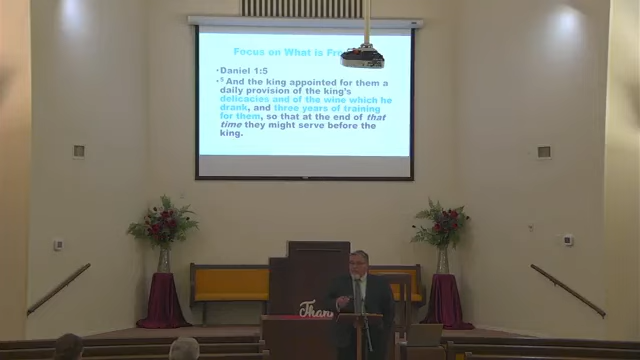 Focus on What is Fr
• Daniel 1:5
• 5 And the king appointed for them a
daily provision of the king's
delicacies and of the wine which he
drank, and three years of training
for them, so that at the end of that
time they might serve before the
king.
Than